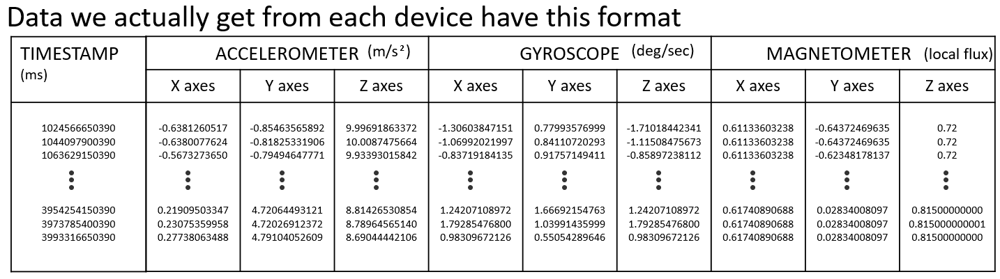 Data we actually get from each device have this format
TIMESTAMP (ms) ACCELEROMETER (m/s²) GYROSCOPE (deg/sec) MAGNETOMETER (local flux)
X axes Y axes Z axes X axes Y axes Z axes X axes Y axes Z axes
1024566650390 -0.6381260517 -0.85463565892 9.99691863372 -1.30603847151 0.77993576999 -1.71018442341 0.61133603238 -0.64372469635 0.72
1044097900390 -0.6380077624 -0.81825331906 10.0087475664 -1.06992021997 0.84110720293 -1.11508475673 0.61133603238 -0.64372469635 0.72
1063629150390 -0.5673273650 -0.79494647771 9.93393015842 -0.83719184135 0.91757149411 -0.85897238112 0.61133603238 -0.62348178137 0.72
3954254150390 0.21909503347 4.72064493121 8.81426530854 1.24207108972 1.66692154763 1.24207108972 0.61740890688 0.02834008097 0.81500000000
3973785400390 0.23075359958 4.72026912372 8.78964565140 1.79285476800 1.03991435999 1.79285476800 0.61740890688 0.02834008097 0.815000000001
3993316650390 0.27738063488 4.79104052609 8.69044442106 0.98309672126 0.55054289646 0.98309672126 0.61740890688 0.02834008097 0.81500000000